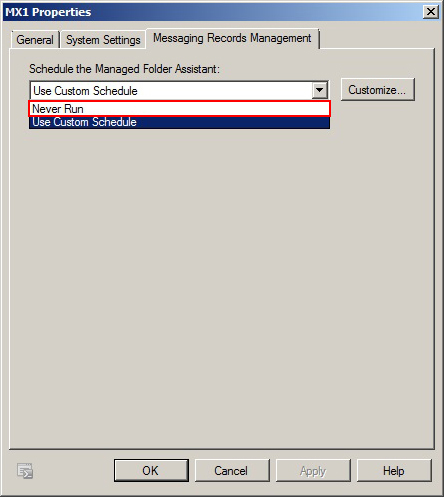 MX1 Properties
General
System Settings
Messaging Records Management
Schedule the Managed Folder Assistant:
Use Custom Schedule
Customize...
Never Run
Use Custom Schedule
OK
Cancel
Apply
Help